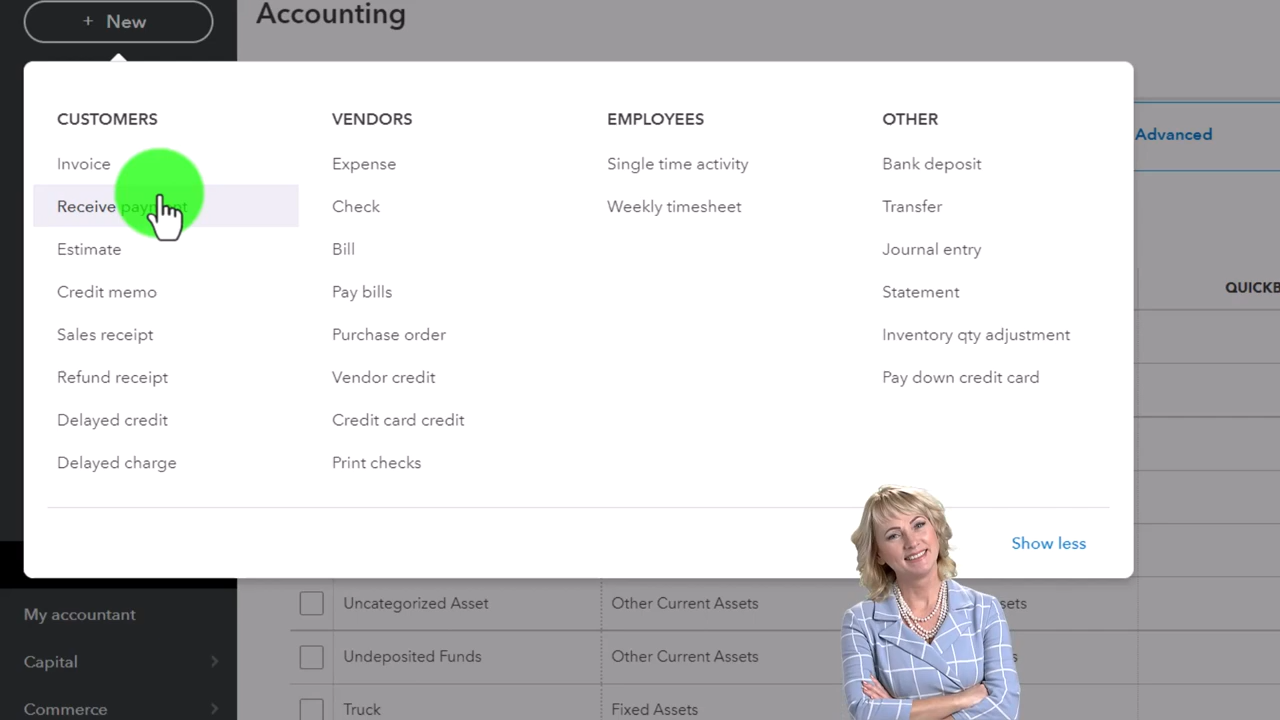 + New
Accounting
CUSTOMERS
Invoice
Receive payment
Estimate
Credit memo
Sales receipt
Refund receipt
Delayed credit
Delayed charge
VENDORS
Expense
Check
Bill
Pay bills
Purchase order
Vendor credit
Credit card credit
Print checks
EMPLOYEES
Single time activity
Weekly timesheet
OTHER
Bank deposit
Transfer
Journal entry
Statement
Inventory qty adjustment
Pay down credit card
Show less
Advanced
QUICKB
My accountant
Capital
Commerce
Uncategorized Asset Other Current Assets
Undeposited Funds Other Current Assets
Truck Fixed Assets